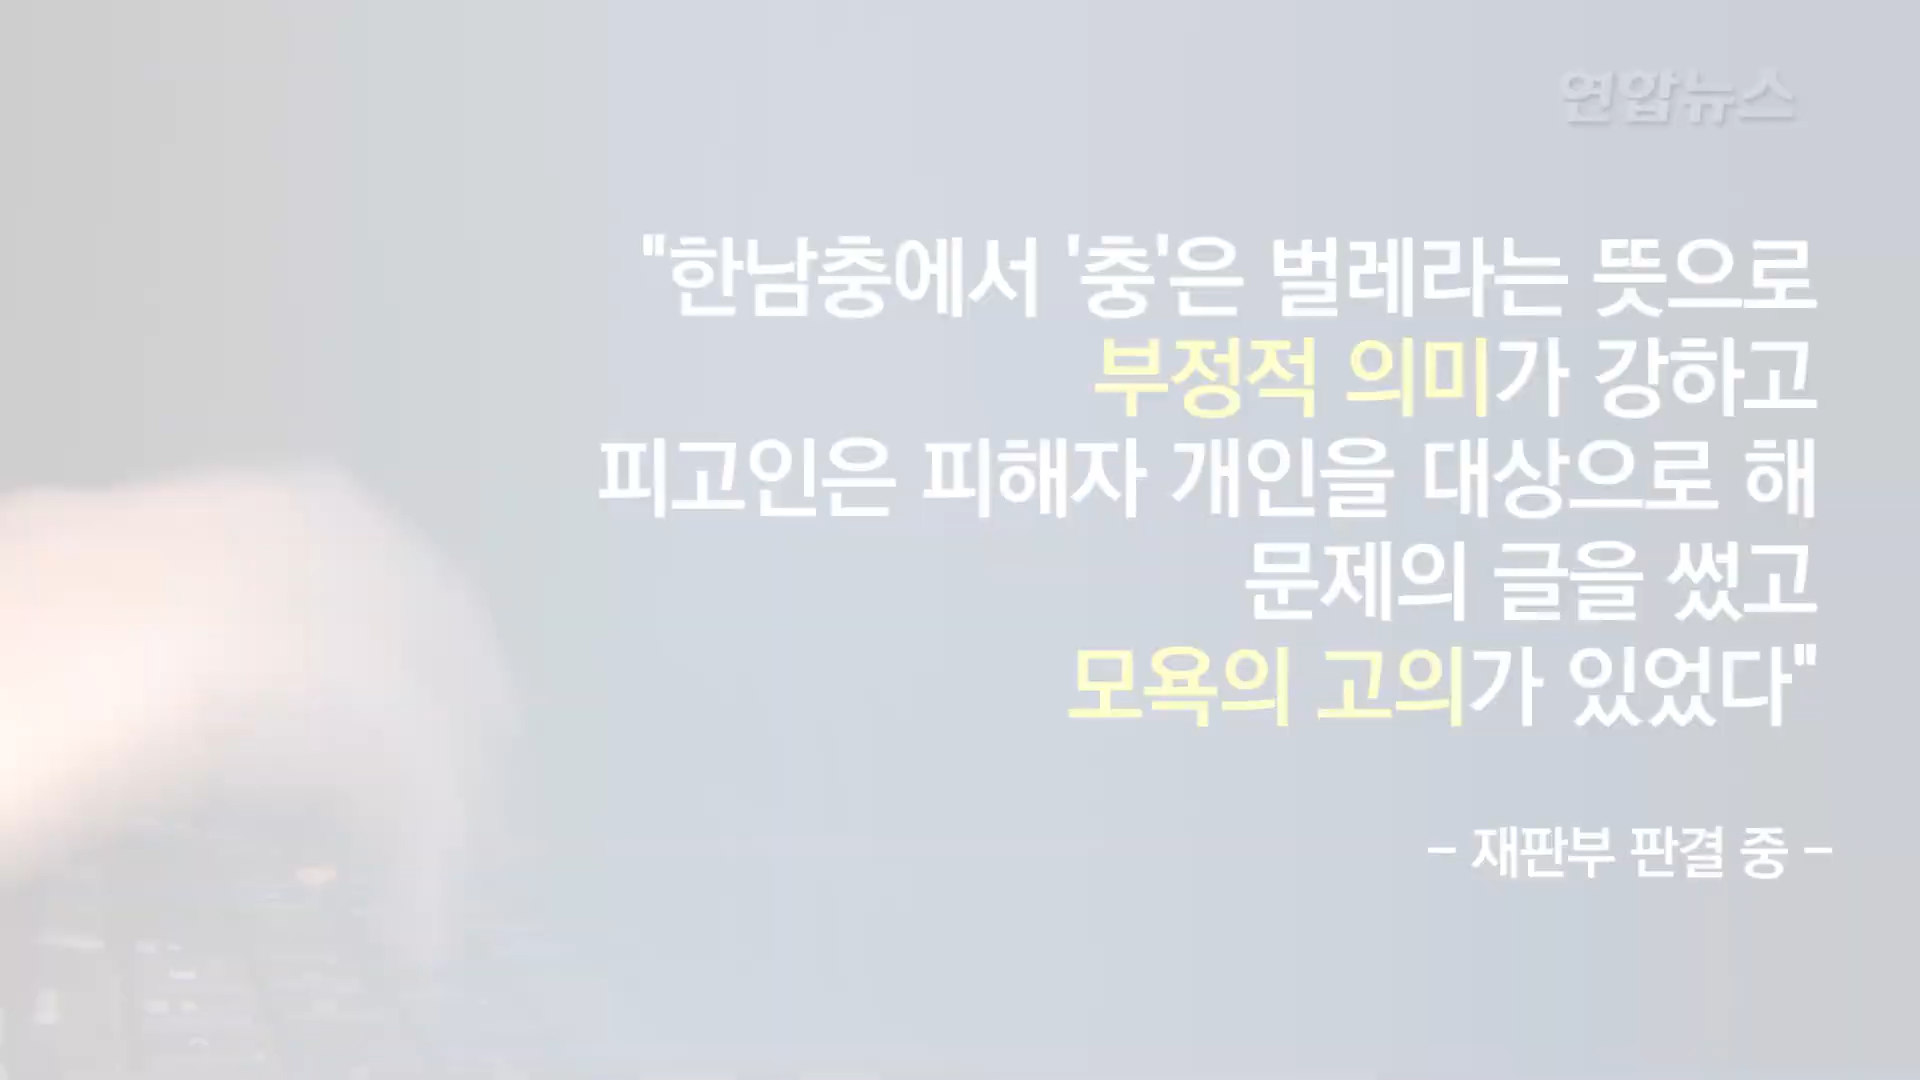 연합뉴스
"한남충에서 '충'은 벌레라는 뜻으로
부정적 의미가 강하고
피고인은 피해자 개인을 대상으로 해
문제의 글을 썼고
모욕의 고의가 있었다"
- 재판부 판결 중 -